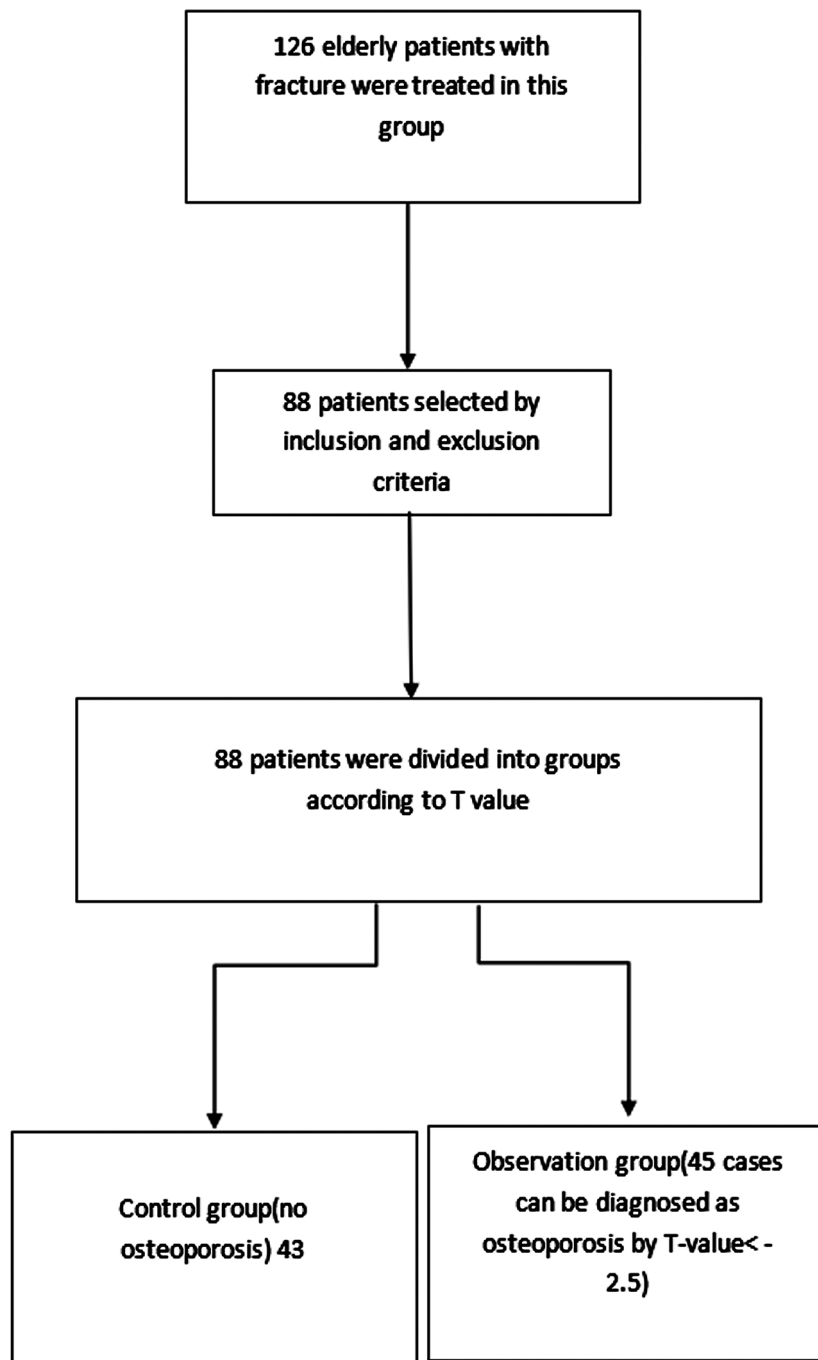 126 elderly patients with
fracture were treated in this
group
88 patients selected by
inclusion and exclusion
criteria
88 patients were divided into groups
according to T value
Control group(no
osteoporosis) 43
Observation group(45 cases
can be diagnosed as
osteoporosis by T-value< -
2.5)